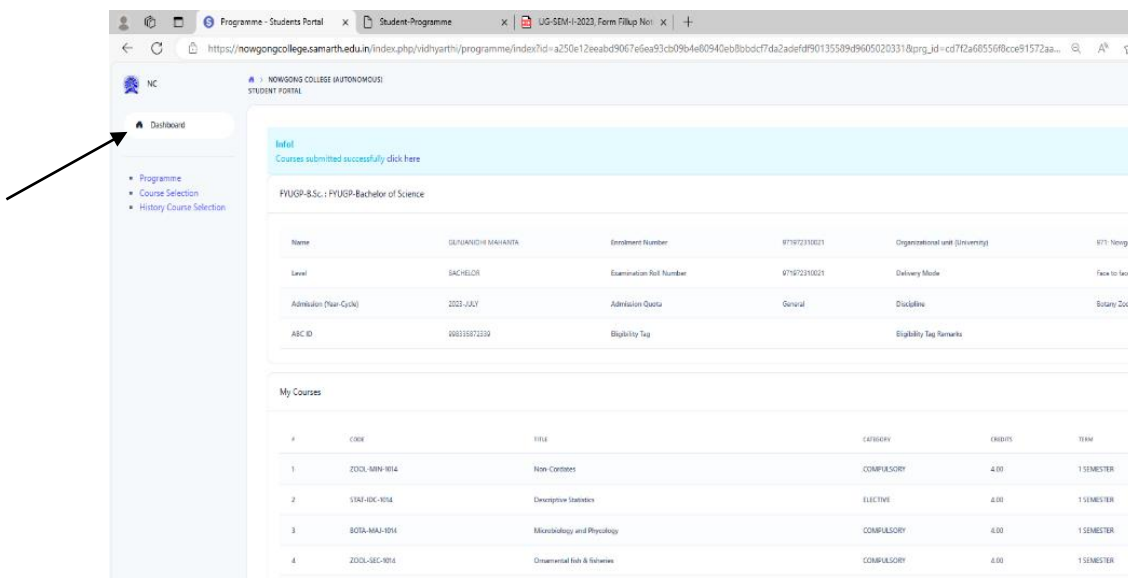 Programme - Students Portal
Student-Programme
UG-SEM-I-2023, Form Fillup Not
https://nowgongcollege.samarth.edu.in/index.php/vidhyarthi/programme/index?id=a250e12eeabd9067e6ea93cb09b4e80940eb8bbdcf7da2adefdf90135589d9605020331&prg_id=cd7f2a68556f8cce91572aa...
NC
NOWGONG COLLEGE (AUTONOMOUS)
STUDENT PORTAL
Dashboard
Programme
Course Selection
History Course Selection
Info!
Courses submitted successfully click here
FYUGP-B.Sc. : FYUGP-Bachelor of Science
Name GUNJANIDHI MAHANTA Enrolment Number 971972310021 Organizational unit (University) 971: Nowg
Level BACHELOR Examination Roll Number 971972310021 Delivery Mode Face to fac
Admission (Year-Cycle) 2023-JULY Admission Quota General Discipline Botany Zoo
ABC ID 998335872339 Eligibility Tag Eligibility Tag Remarks
My Courses
# CODE TITLE CATEGORY CREDITS TERM
1 ZOOL-MIN-1014 Non-Cordates COMPULSORY 4.00 1 SEMESTER
2 STAT-IDC-1014 Descriptive Statistics ELECTIVE 4.00 1 SEMESTER
3 BOTA-MAJ-1014 Microbiology and Phycology COMPULSORY 4.00 1 SEMESTER
4 ZOOL-SEC-1014 Ornamental fish & fisheries COMPULSORY 4.00 1 SEMESTER